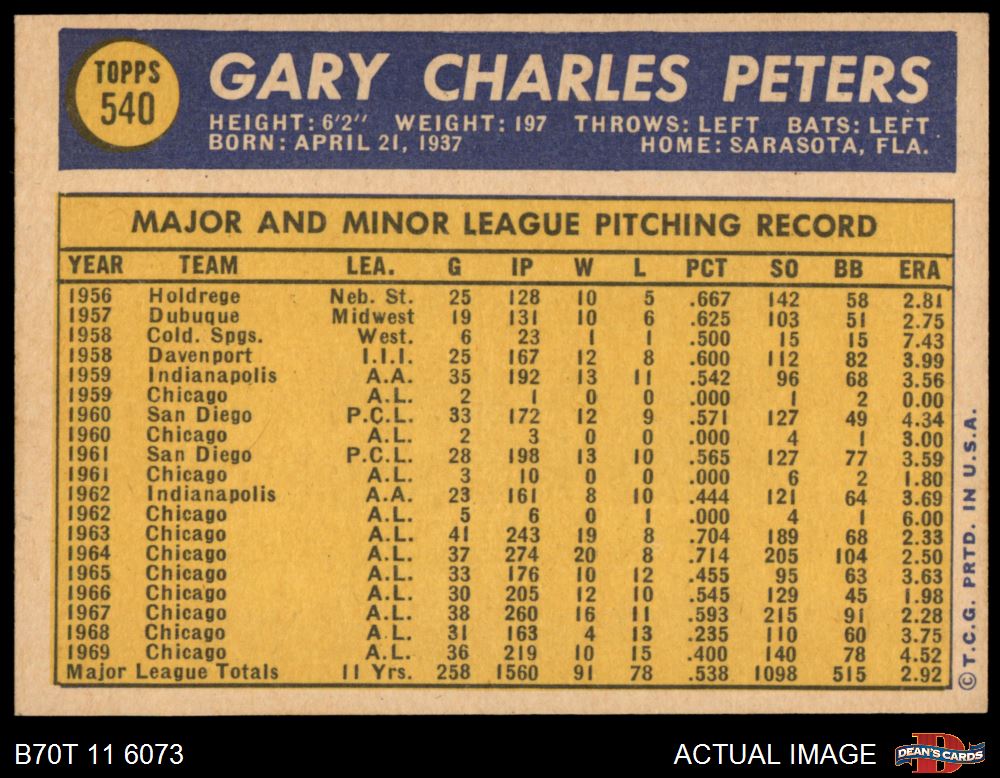 TOPPS
540
GARY CHARLES PETERS
HEIGHT: 6'2" WEIGHT: 197 THROWS: LEFT BATS: LEFT
BORN: APRIL 21, 1937 HOME: SARASOTA, FLA.
MAJOR AND MINOR LEAGUE PITCHING RECORD
YEAR TEAM LEA. G IP W L PCT SO BB ERA
1956 Holdrege Neb. St. 25 128 10 5 .667 142 58 2.81
1957 Dubuque Midwest 19 131 10 6 .625 103 51 2.75
1958 Cold. Spgs. West. 6 23 1 1 .500 15 15 7.43
1958 Davenport I.I.I. 25 167 12 8 .600 112 82 3.99
1959 Indianapolis A.A. 35 192 13 11 .542 96 68 3.56
1959 Chicago A.L. 2 1 0 0 .000 1 2 0.00
1960 San Diego P.C.L. 33 172 12 9 .571 127 49 4.34
1960 Chicago A.L. 2 3 0 0 .000 4 1 3.00
1961 San Diego P.C.L. 28 198 13 10 .565 127 77 3.59
1961 Chicago A.L. 3 10 0 0 .000 6 2 1.80
1962 Indianapolis A.A. 23 161 8 10 .444 121 64 3.69
1962 Chicago A.L. 5 6 0 1 .000 4 1 6.00
1963 Chicago A.L. 41 243 19 8 .704 189 68 2.33
1964 Chicago A.L. 37 274 20 8 .714 205 104 2.50
1965 Chicago A.L. 33 176 10 12 .455 95 63 3.63
1966 Chicago A.L. 30 205 12 10 .545 129 45 1.98
1967 Chicago A.L. 38 260 16 11 .593 215 91 2.28
1968 Chicago A.L. 31 163 4 13 .235 110 60 3.75
1969 Chicago A.L. 36 219 10 15 .400 140 78 4.52
Major League Totals 11 Yrs. 258 1560 91 78 .538 1098 515 2.92
© T.C.G. PRTD. IN U.S.A.
B70T 11 6073
ACTUAL IMAGE
D
DEAN'S CARDS